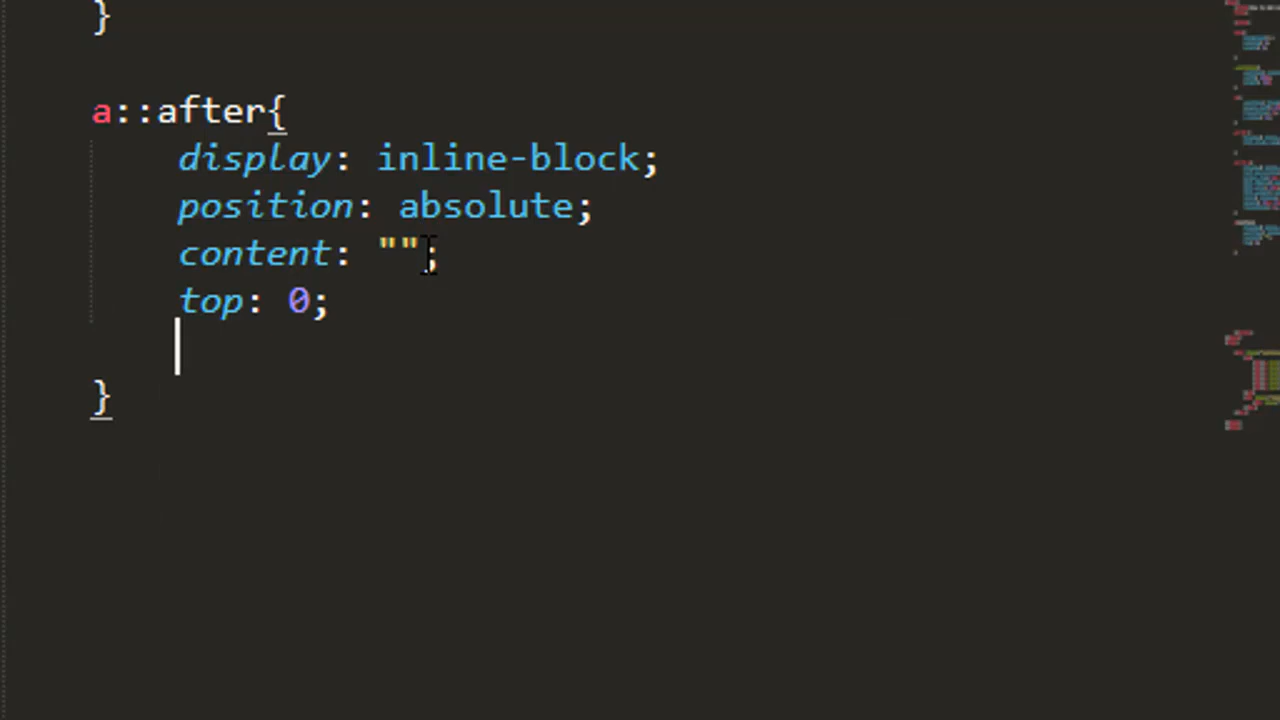 }
a::after{
display: inline-block;
position: absolute;
content: "";
top: 0;
}